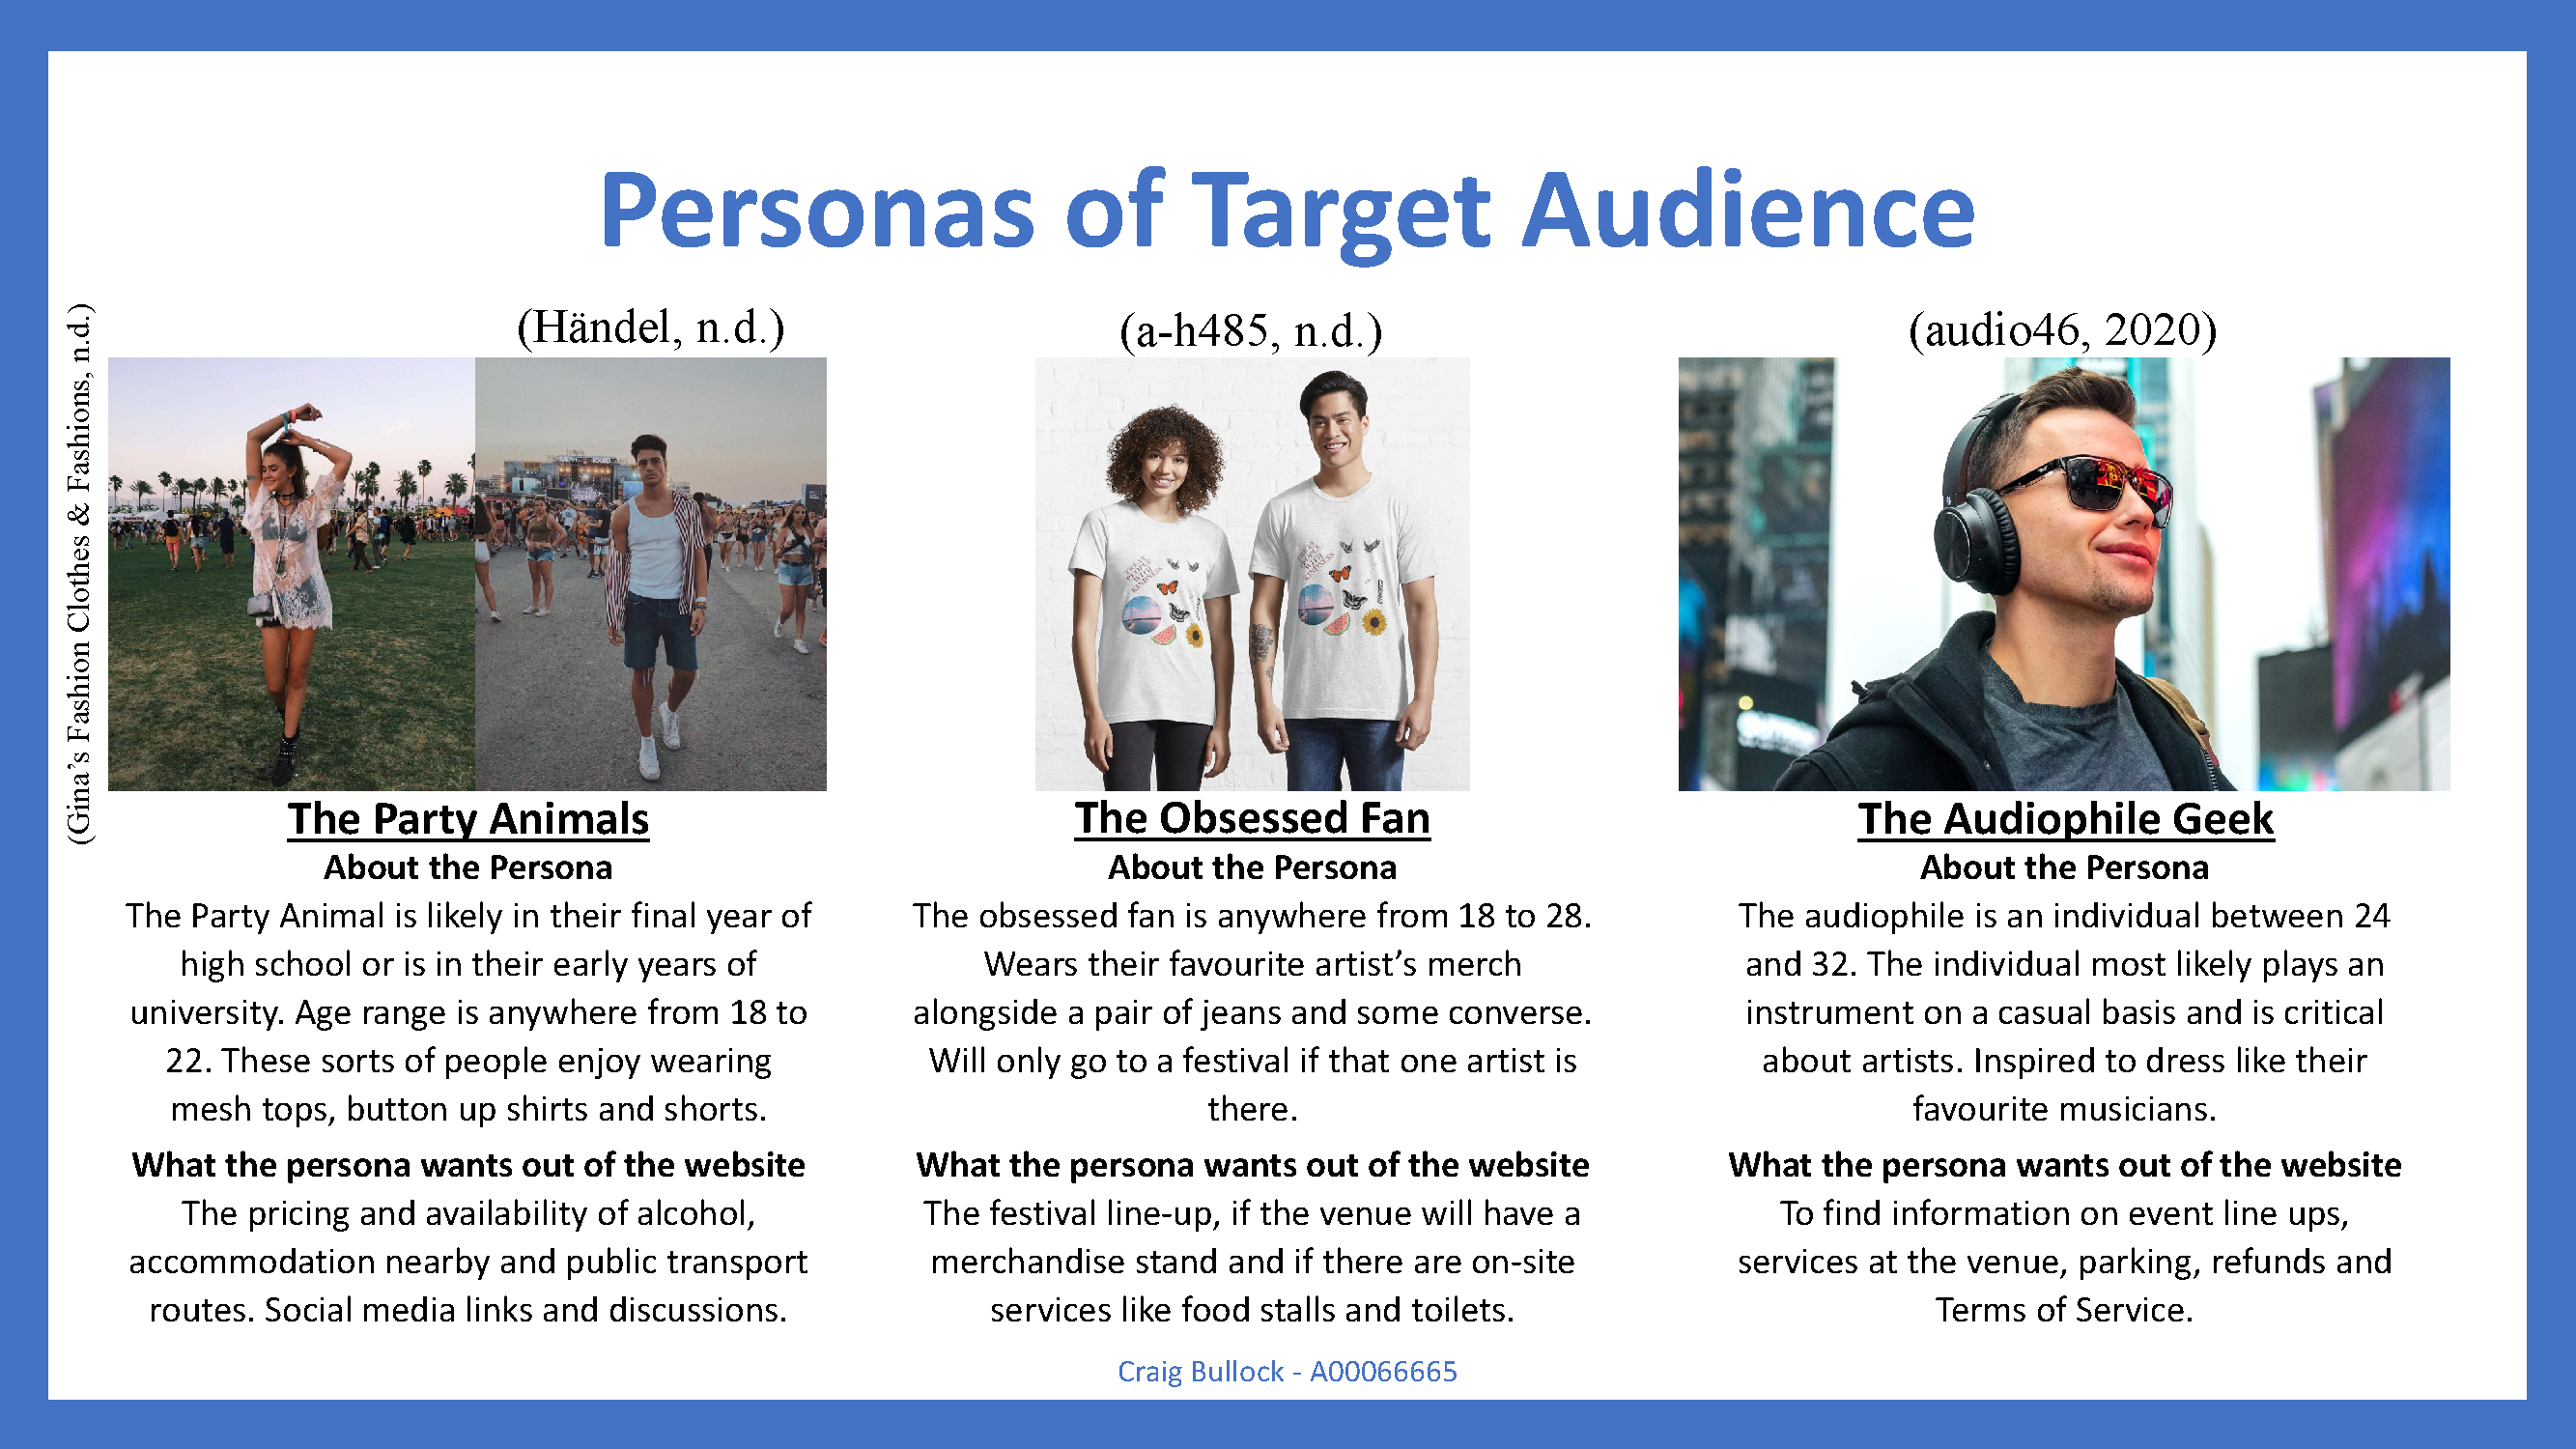 Personas of Target Audience
(Gina's Fashion Clothes & Fashions, n.d.)
(Händel, n.d.)
The Party Animals
About the Persona
The Party Animal is likely in their final year of
high school or is in their early years of
university. Age range is anywhere from 18 to
22. These sorts of people enjoy wearing
mesh tops, button up shirts and shorts.
What the persona wants out of the website
The pricing and availability of alcohol,
accommodation nearby and public transport
routes. Social media links and discussions.
(a-h485, n.d.)
TREAT
PEOPLE
WITH
KINDNESS
TREAT
PEOPLE
WITH
KINDNESS
The Obsessed Fan
About the Persona
The obsessed fan is anywhere from 18 to 28.
Wears their favourite artist’s merch
alongside a pair of jeans and some converse.
Will only go to a festival if that one artist is
there.
What the persona wants out of the website
The festival line-up, if the venue will have a
merchandise stand and if there are on-site
services like food stalls and toilets.
(audio46, 2020)
The Audiophile Geek
About the Persona
The audiophile is an individual between 24
and 32. The individual most likely plays an
instrument on a casual basis and is critical
about artists. Inspired to dress like their
favourite musicians.
What the persona wants out of the website
To find information on event line ups,
services at the venue, parking, refunds and
Terms of Service.
Craig Bullock - A00066665